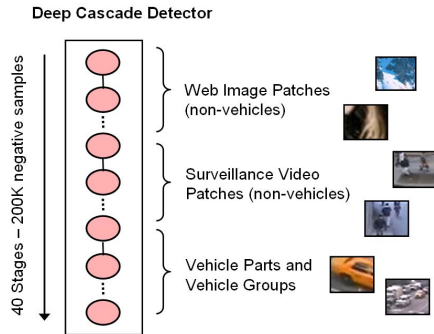 Deep Cascade Detector
40 Stages – 200K negative samples
Web Image Patches
(non-vehicles)
Surveillance Video
Patches (non-vehicles)
Vehicle Parts and
Vehicle Groups